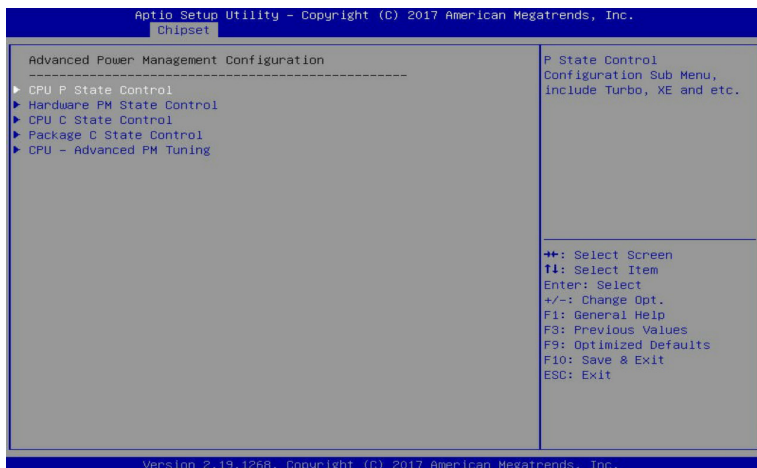 Aptio Setup Utility – Copyright (C) 2017 American Megatrends, Inc.
Chipset
Advanced Power Management Configuration
--------------------------------------------------
CPU P State Control
Hardware PM State Control
CPU C State Control
Package C State Control
CPU – Advanced PM Tuning
P State Control
Configuration Sub Menu,
include Turbo, XE and etc.
→←: Select Screen
↑↓: Select Item
Enter: Select
+/-: Change Opt.
F1: General Help
F3: Previous Values
F9: Optimized Defaults
F10: Save & Exit
ESC: Exit
Version 2.19.1268. Copyright (C) 2017 American Megatrends, Inc.